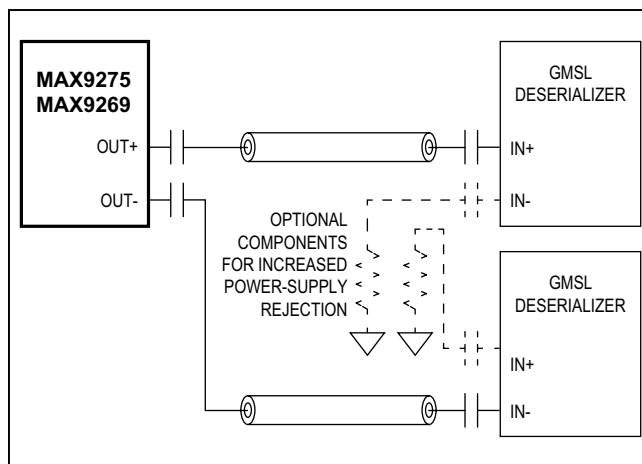 MAX9275
MAX9269
OUT+
OUT-
GMSL
DESERIALIZER
IN+
IN-
OPTIONAL
COMPONENTS
FOR INCREASED
POWER-SUPPLY
REJECTION
GMSL
DESERIALIZER
IN+
IN-